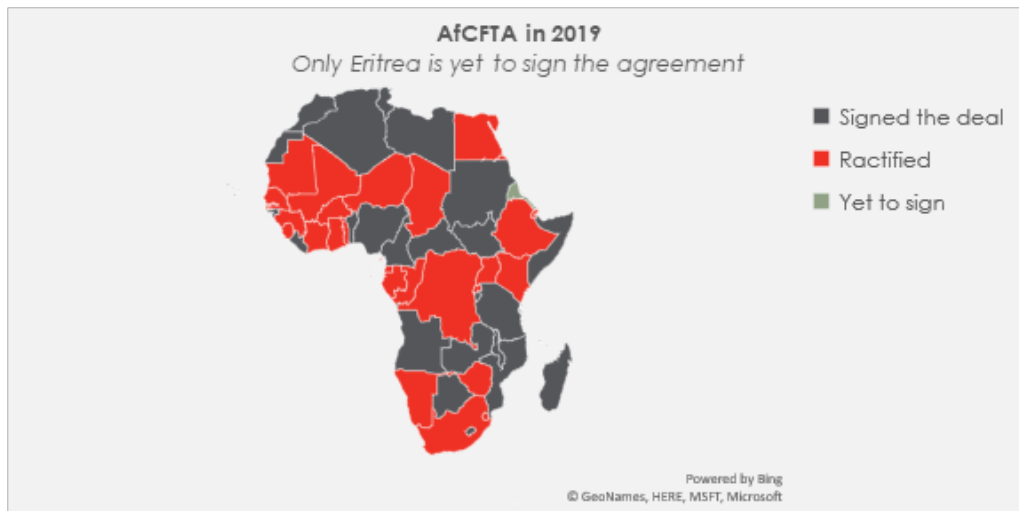 AfCFTA in 2019
Only Eritrea is yet to sign the agreement
Signed the deal
Ractified
Yet to sign
Powered by Bing
© GeoNames, HERE, MSFT, Microsoft